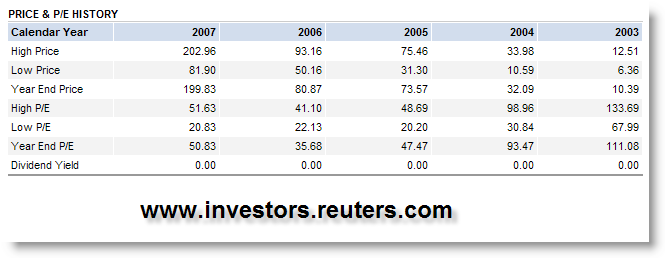 PRICE & P/E HISTORY
Calendar Year 2007 2006 2005 2004 2003
High Price 202.96 93.16 75.46 33.98 12.51
Low Price 81.90 50.16 31.30 10.59 6.36
Year End Price 199.83 80.87 73.57 32.09 10.39
High P/E 51.63 41.10 48.69 98.96 133.69
Low P/E 20.83 22.13 20.20 30.84 67.99
Year End P/E 50.83 35.68 47.47 93.47 111.08
Dividend Yield 0.00 0.00 0.00 0.00 0.00
www.investors.reuters.com